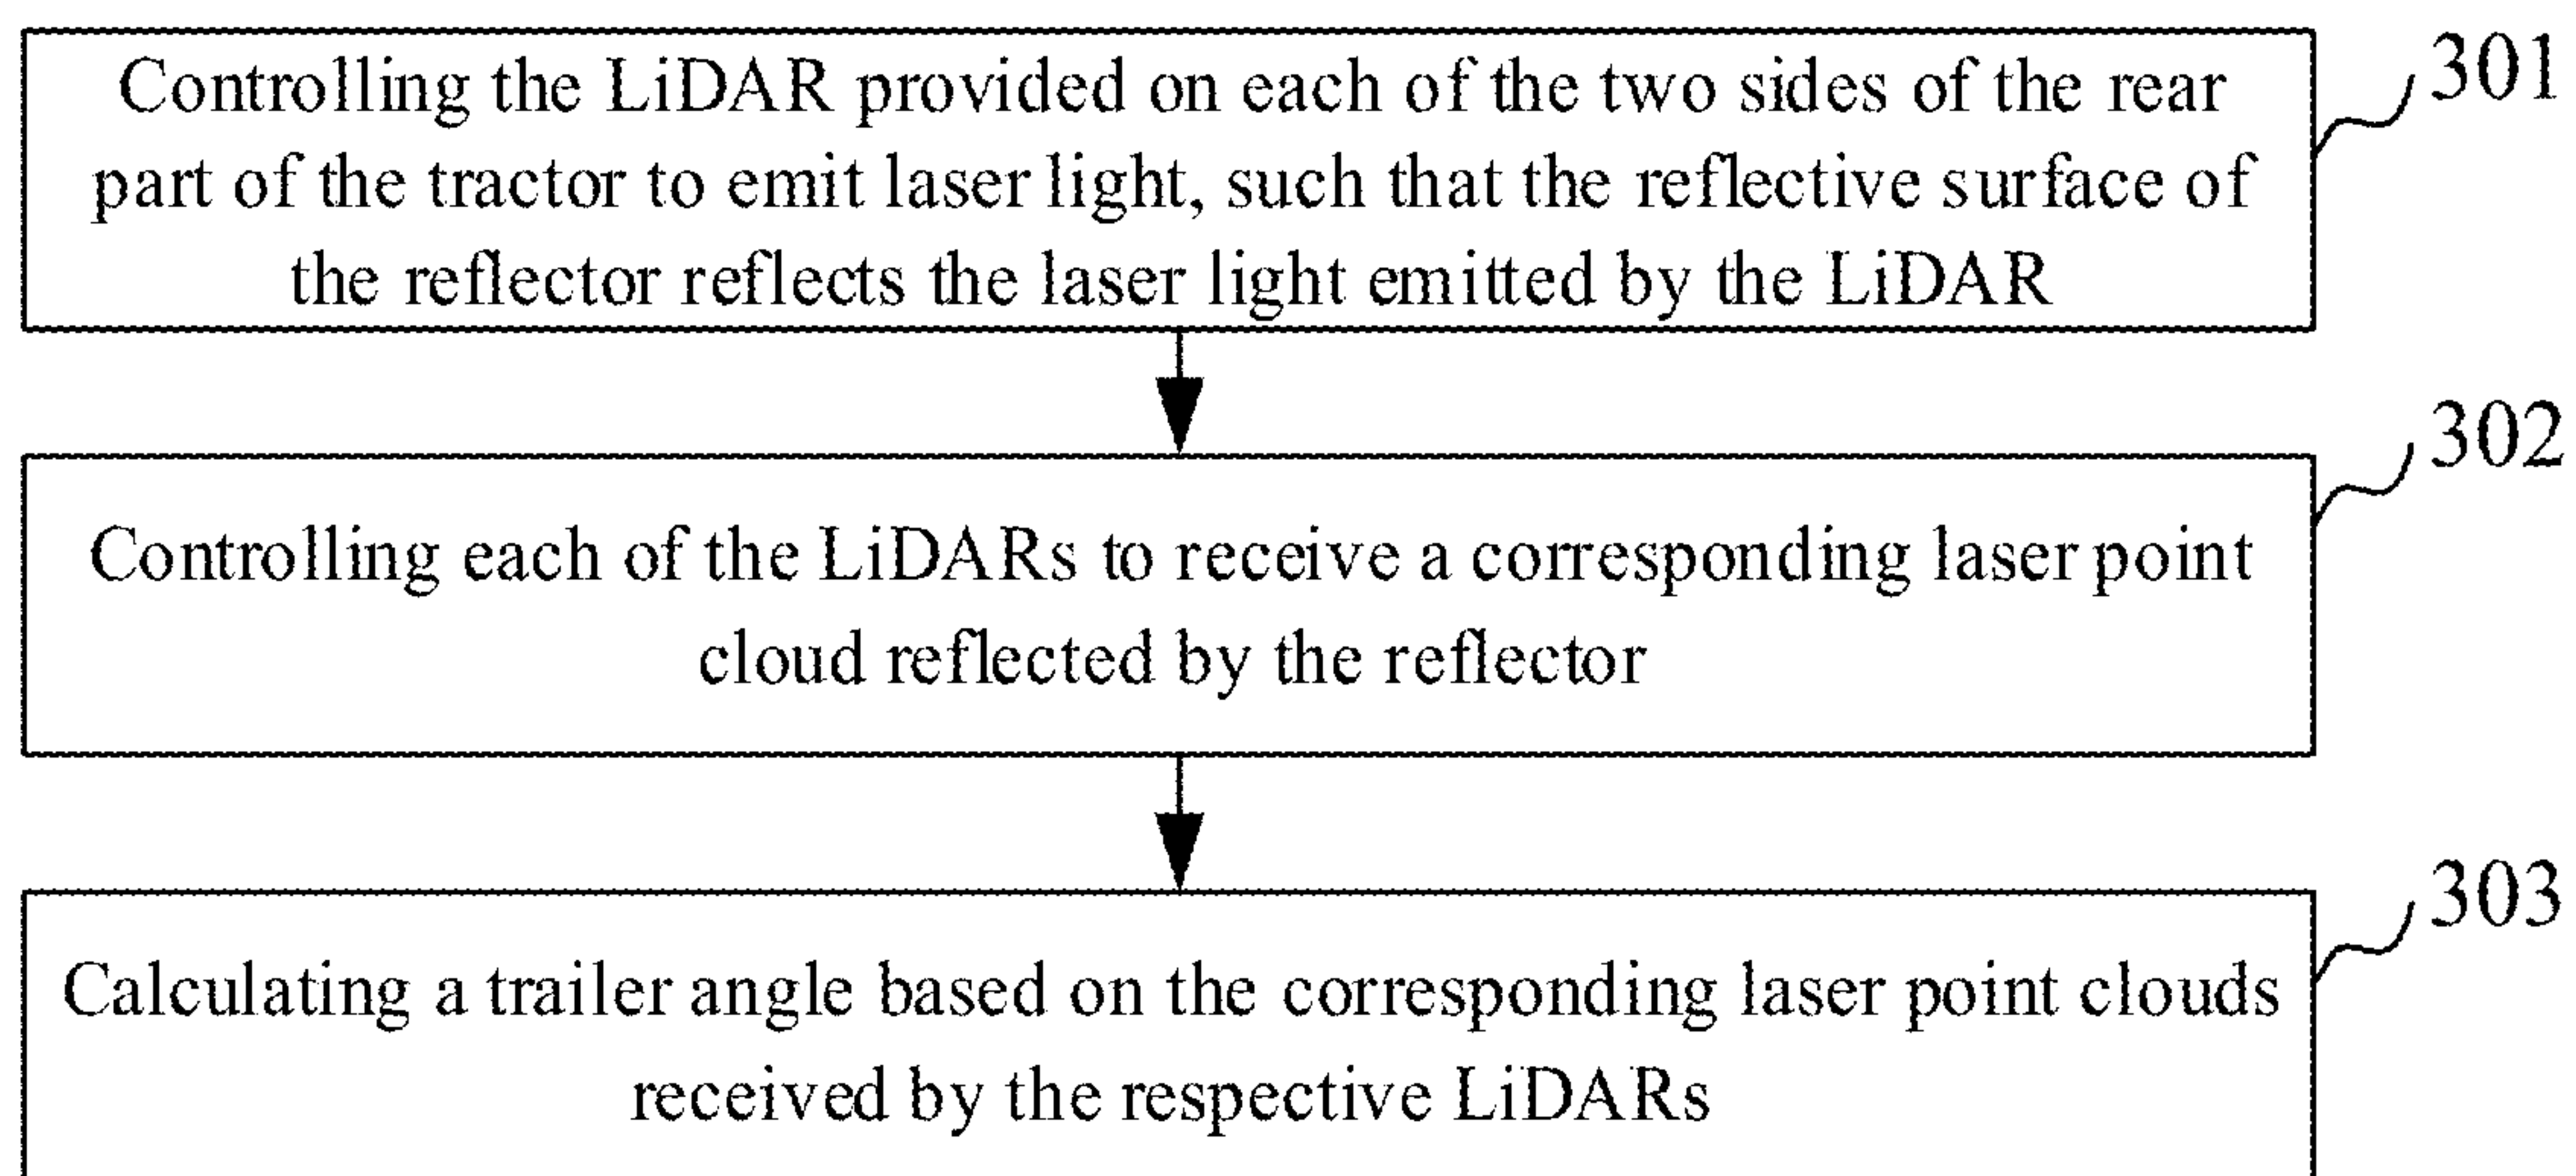 Controlling the LiDAR provided on each of the two sides of the rear
part of the tractor to emit laser light, such that the reflective surface of
the reflector reflects the laser light emitted by the LiDAR
301
Controlling each of the LiDARs to receive a corresponding laser point
cloud reflected by the reflector
302
Calculating a trailer angle based on the corresponding laser point clouds
received by the respective LiDARs
303